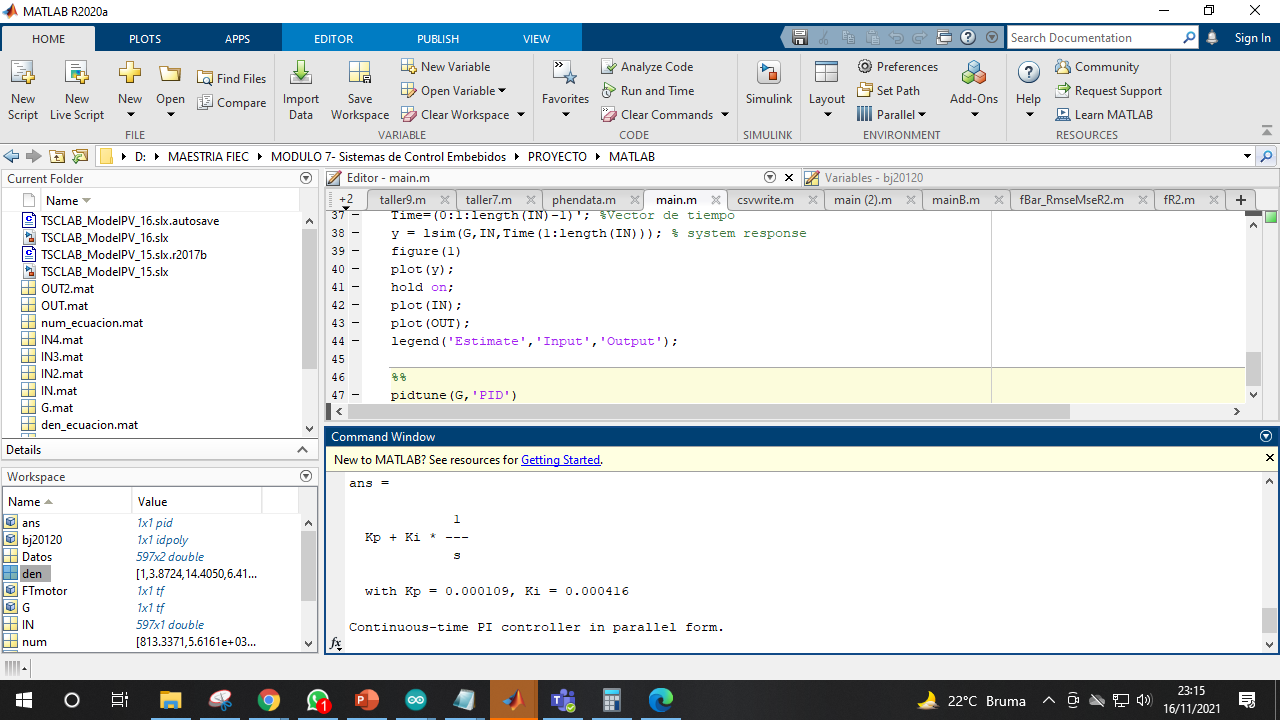 MATLAB R2020a
HOME PLOTS APPS EDITOR PUBLISH VIEW Search Documentation Sign In
New Script New Live Script New Open Find Files Compare
Import Data Save Workspace New Variable Open Variable Clear Workspace
Favorites Analyze Code Run and Time Clear Commands
Simulink Layout Preferences Set Path Parallel Add-Ons
Help Community Request Support Learn MATLAB
FILE VARIABLE CODE SIMULINK ENVIRONMENT RESOURCES
D: MAESTRIA FIEC MODULO 7- Sistemas de Control Embebidos PROYECTO MATLAB
Current Folder
Name
TSCLAB_ModelPV_16.slx.autosave
TSCLAB_ModelPV_16.slx
TSCLAB_ModelPV_15.slx.r2017b
TSCLAB_ModelPV_15.slx
OUT2.mat
OUT.mat
num_ecuacion.mat
IN4.mat
IN3.mat
IN2.mat
IN.mat
G.mat
den_ecuacion.mat
Details
Workspace
Name Value
ans 1x1 pid
bj20120 1x1 idpoly
Datos 597x2 double
den [1,3.8724,14.4050,6.41...
FTmotor 1x1 tf
G 1x1 tf
IN 597x1 double
num [813.3371,5.6161e+03...
Editor - main.m Variables - bj20120
+2 taller9.m taller7.m phendata.m main.m csvwrite.m main (2).m mainB.m fBar_RmseMseR2.m fR2.m
37 Time=(0:1:length(IN)-1)'; %Vector de tiempo
38 y = lsim(G,IN,Time(1:length(IN))); % system response
39 figure(1)
40 plot(y);
41 hold on;
42 plot(IN);
43 plot(OUT);
44 legend('Estimate','Input','Output');
45
46 %%
47 pidtune(G,'PID')
Command Window
New to MATLAB? See resources for Getting Started.
ans =
1
Kp + Ki * ---
s
with Kp = 0.000109, Ki = 0.000416
Continuous-time PI controller in parallel form.
fx
1
22°C Bruma
23:15
16/11/2021